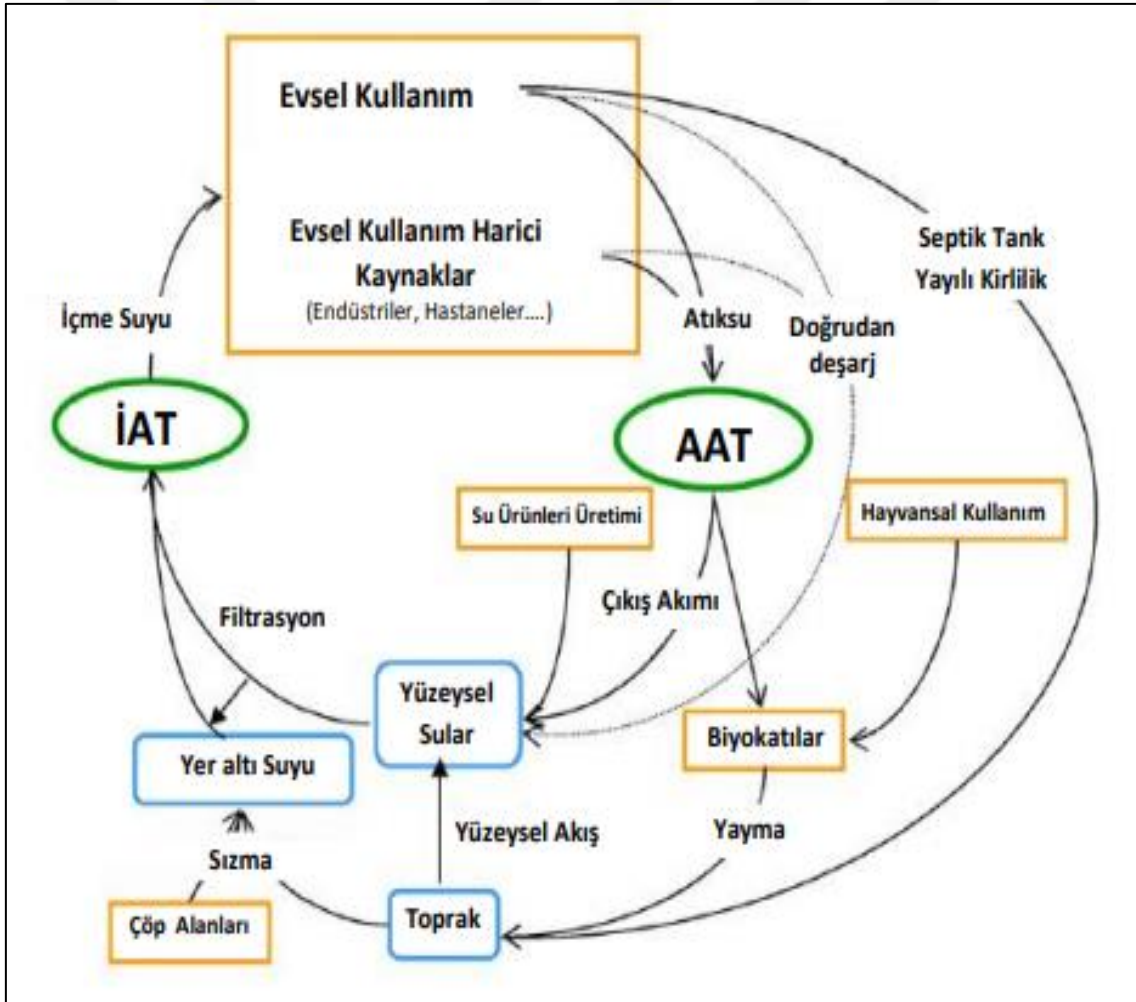 Evsel Kullanım
Evsel Kullanım Harici
Kaynaklar
(Endüstriler, Hastaneler....)
Septik Tank
Yayılı Kirlilik
İçme Suyu
Atıksu
Doğrudan
deşarj
İAT
AAT
Su Ürünleri Üretimi
Hayvansal Kullanım
Filtrasyon
Çıkış Akımı
Yüzeysel
Sular
Yer altı Suyu
Biyokatılar
Yüzeysel Akış
Yayma
Sızma
Çöp Alanları
Toprak